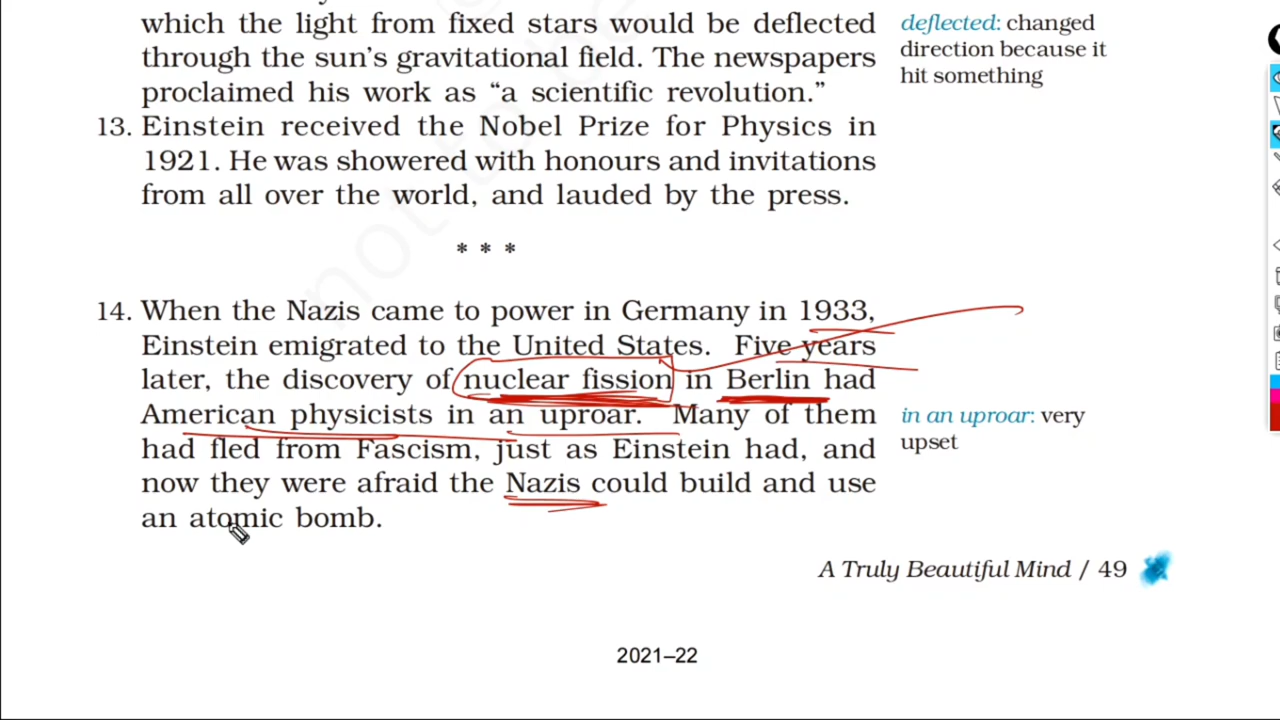 which the light from fixed stars would be deflected
through the sun's gravitational field. The newspapers
proclaimed his work as “a scientific revolution.”
deflected: changed
direction because it
hit something
13. Einstein received the Nobel Prize for Physics in
1921. He was showered with honours and invitations
from all over the world, and lauded by the press.
* * *
14. When the Nazis came to power in Germany in 1933,
Einstein emigrated to the United States. Five years
later, the discovery of nuclear fission in Berlin had
American physicists in an uproar. Many of them
had fled from Fascism, just as Einstein had, and
now they were afraid the Nazis could build and use
an atomic bomb.
in an uproar: very
upset
A Truly Beautiful Mind / 49
2021–22
not to be